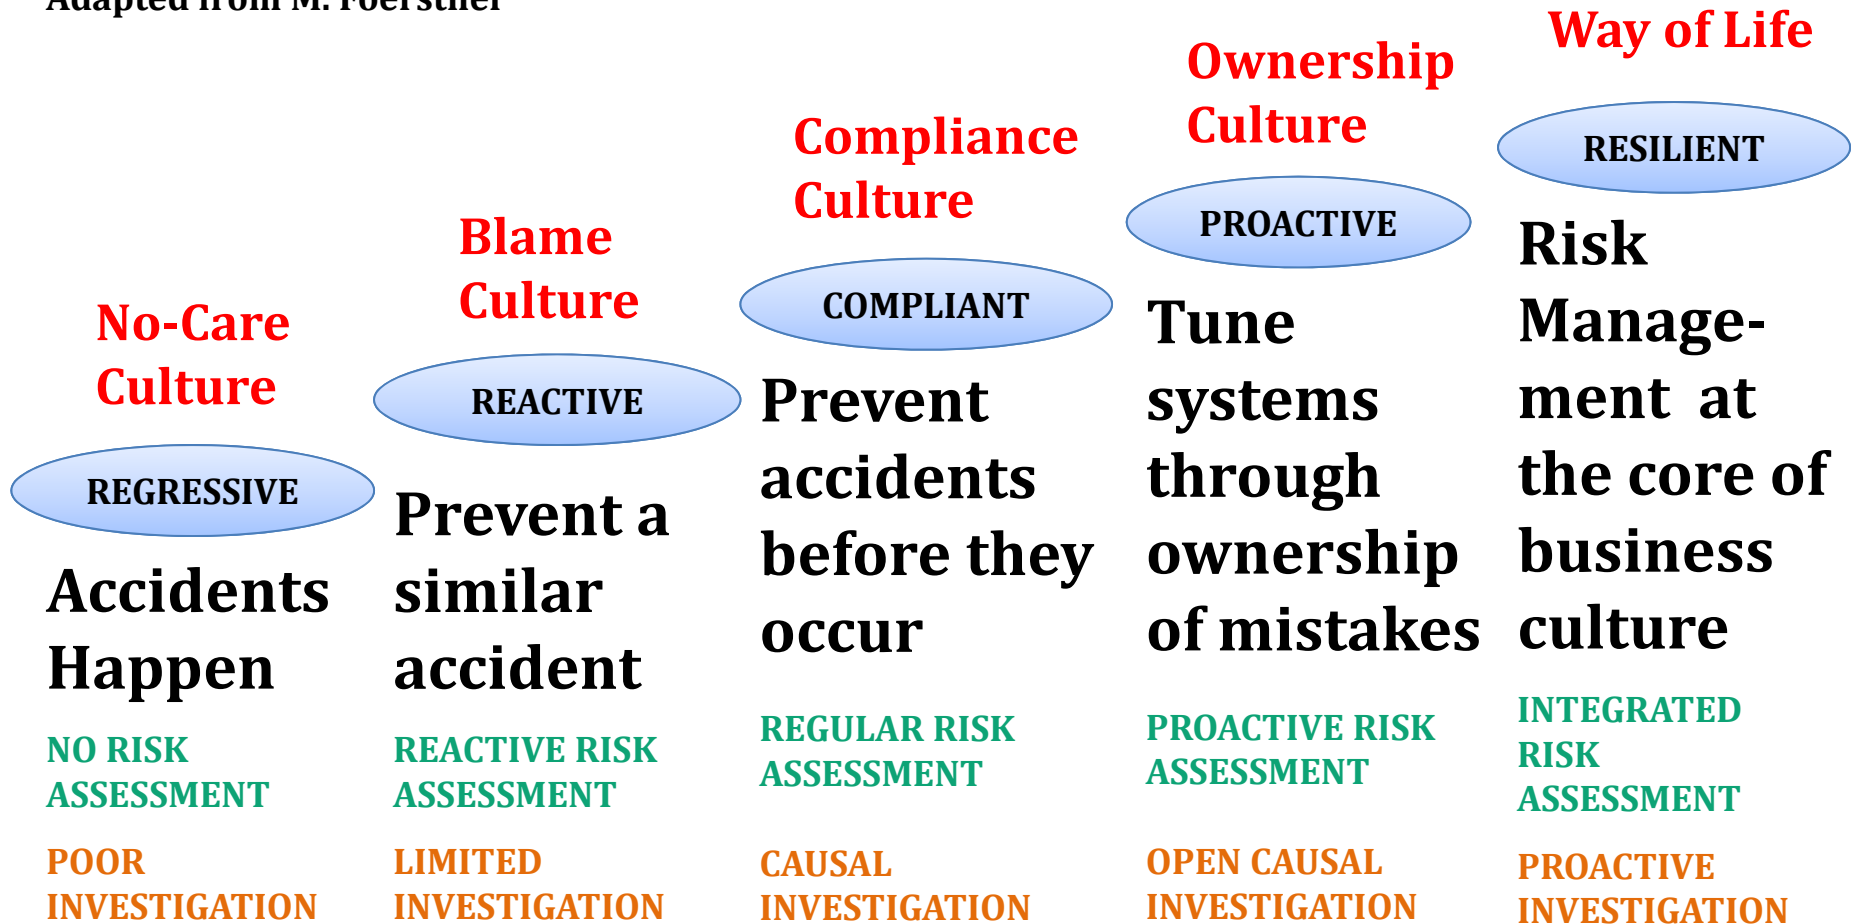 Adapted from M. Foerstner
No-Care
Culture
REGRESSIVE
Accidents
Happen
NO RISK
ASSESSMENT
POOR
INVESTIGATION
Blame
Culture
REACTIVE
Prevent a
similar
accident
REACTIVE RISK
ASSESSMENT
LIMITED
INVESTIGATION
Compliance
Culture
COMPLIANT
Prevent
accidents
before they
occur
REGULAR RISK
ASSESSMENT
CAUSAL
INVESTIGATION
Ownership
Culture
PROACTIVE
Tune
systems
through
ownership
of mistakes
PROACTIVE RISK
ASSESSMENT
OPEN CAUSAL
INVESTIGATION
Way of Life
RESILIENT
Risk
Manage-
ment at
the core of
business
culture
INTEGRATED
RISK
ASSESSMENT
PROACTIVE
INVESTIGATION